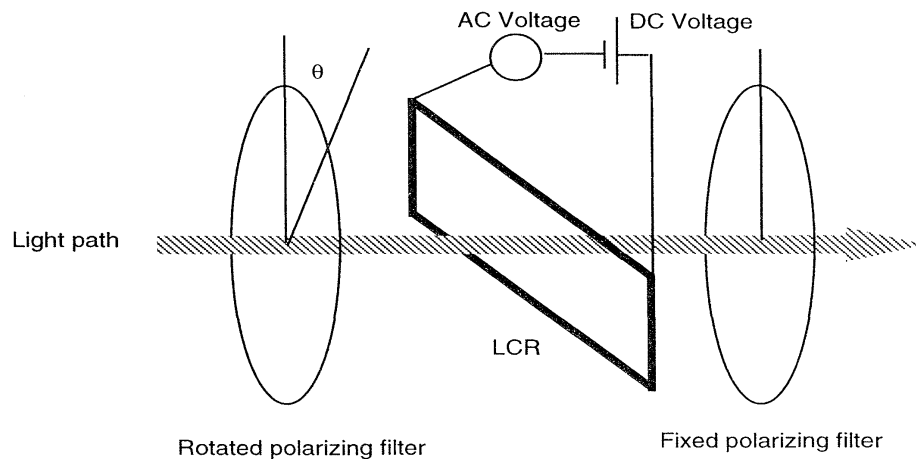 AC Voltage
DC Voltage
θ
Light path
LCR
Rotated polarizing filter
Fixed polarizing filter